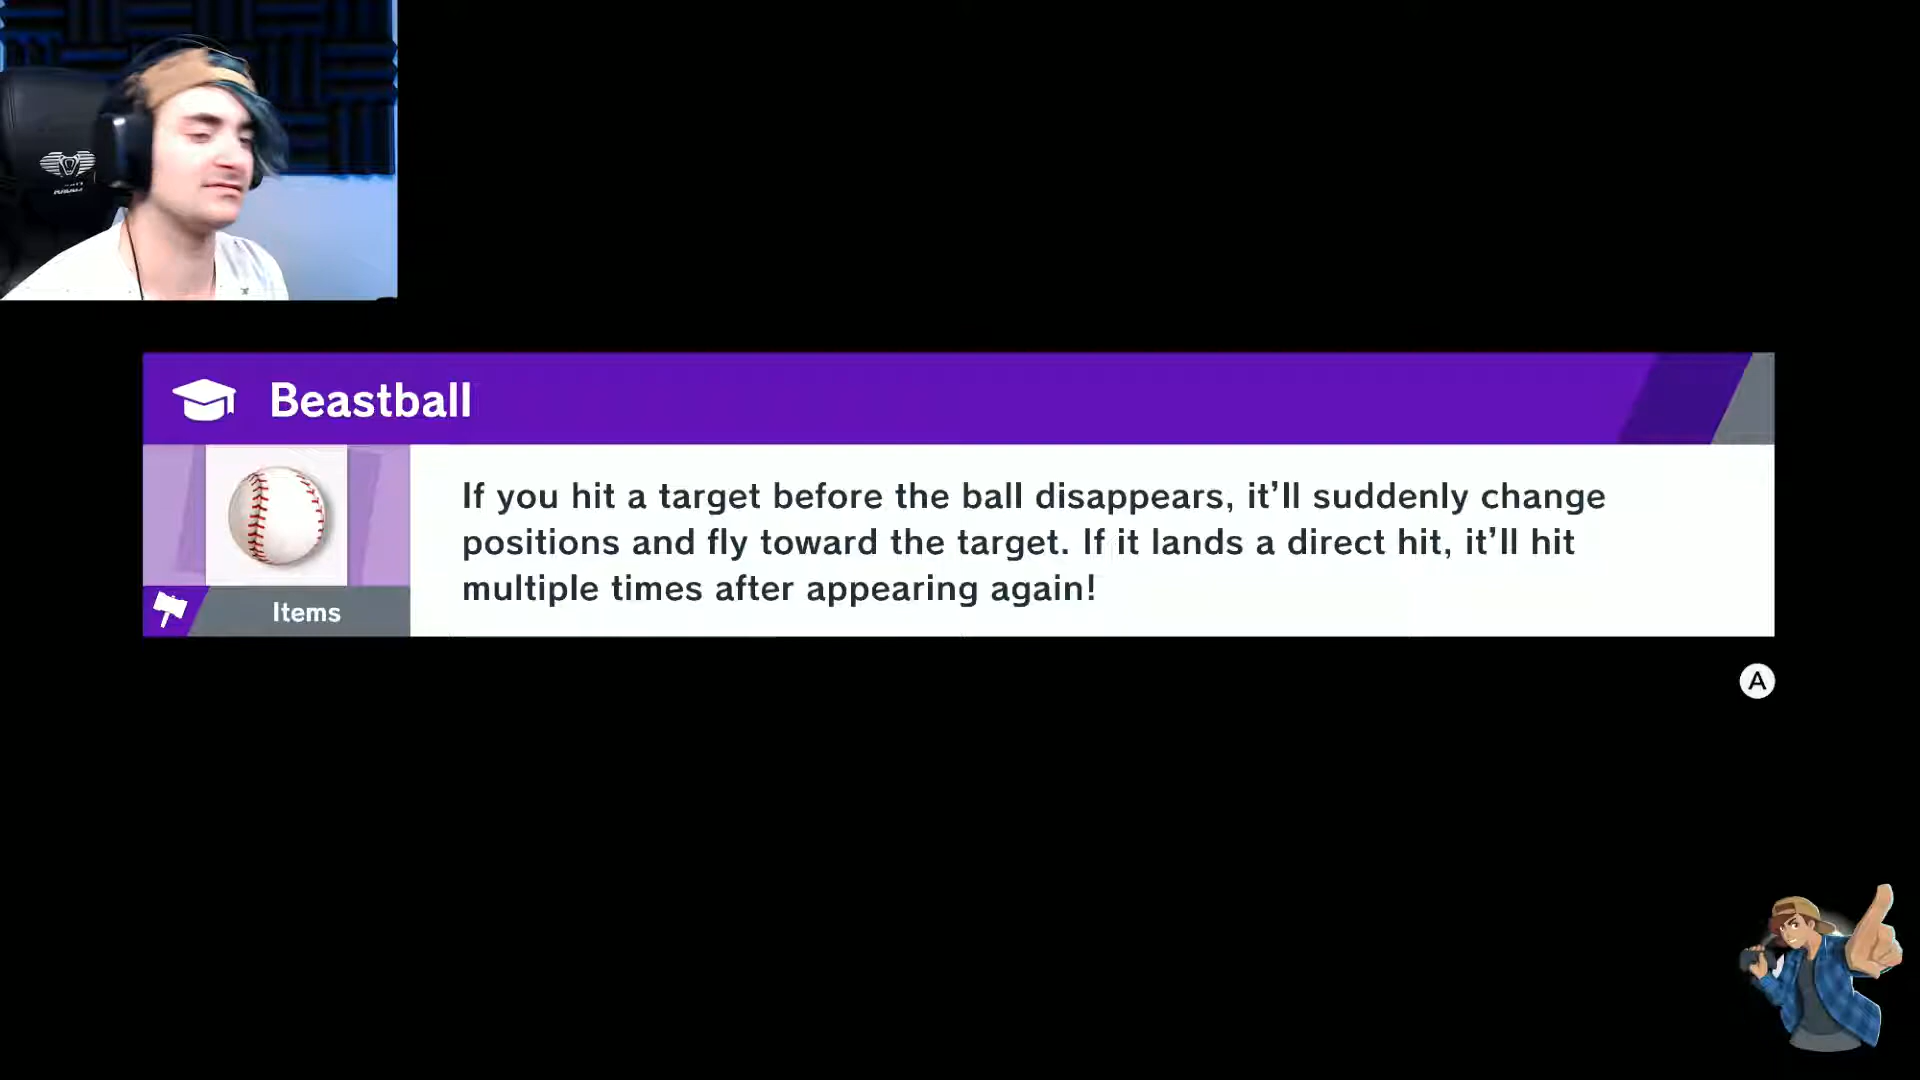 Beastball
If you hit a target before the ball disappears, it'll suddenly change
positions and fly toward the target. If it lands a direct hit, it'll hit
multiple times after appearing again!
Items
A